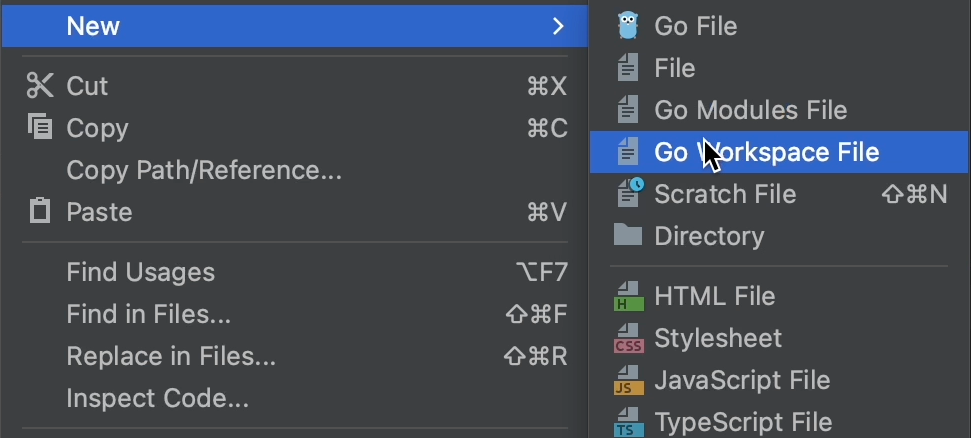 New
Cut ⌘X
Copy ⌘C
Copy Path/Reference...
Paste ⌘V
Find Usages ⌥F7
Find in Files... ⇧⌘F
Replace in Files... ⇧⌘R
Inspect Code...
Go File
File
Go Modules File
Go Workspace File
Scratch File ⇧⌘N
Directory
H HTML File
CSS Stylesheet
JS JavaScript File
TS TypeScript File